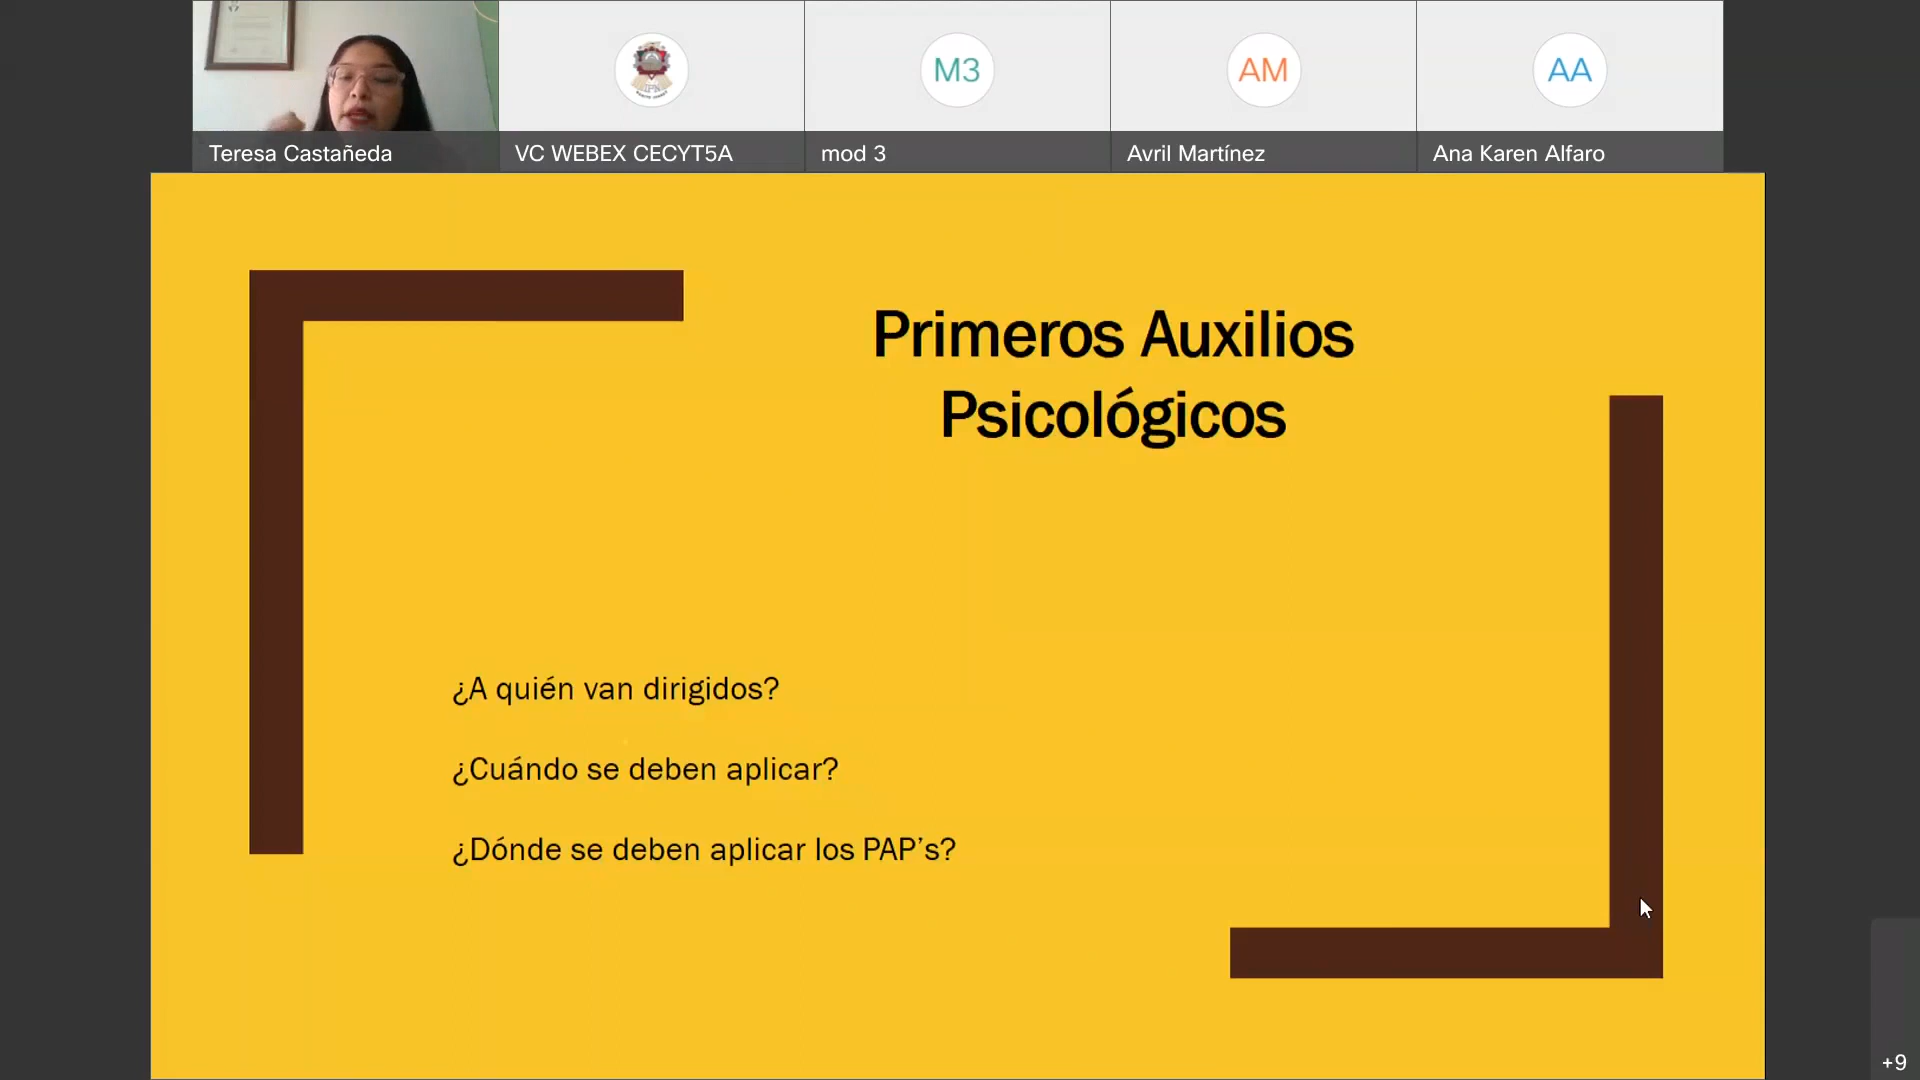 Teresa Castañeda
VC WEBEX CECYT5A
M3
mod 3
AM
Avril Martínez
AA
Ana Karen Alfaro
Primeros Auxilios
Psicológicos
¿A quién van dirigidos?
¿Cuándo se deben aplicar?
¿Dónde se deben aplicar los PAP’s?
+9